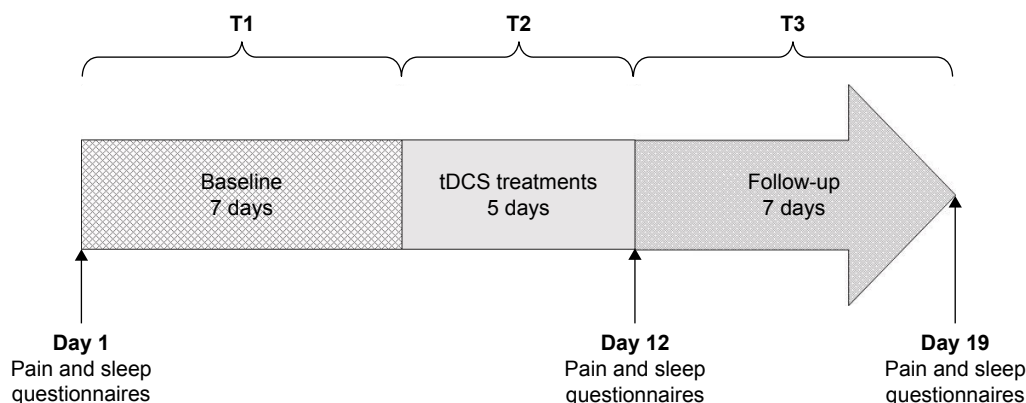 T1
T2
T3
Baseline
7 days
tDCS treatments
5 days
Follow-up
7 days
Day 1
Pain and sleep
questionnaires
Day 12
Pain and sleep
questionnaires
Day 19
Pain and sleep
questionnaires